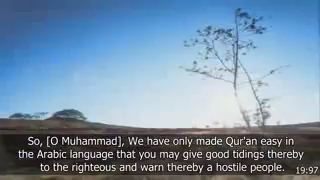 So, [O Muhammad], We have only made Qur'an easy in
the Arabic language that you may give good tidings thereby
to the righteous and warn thereby a hostile people.
19:97